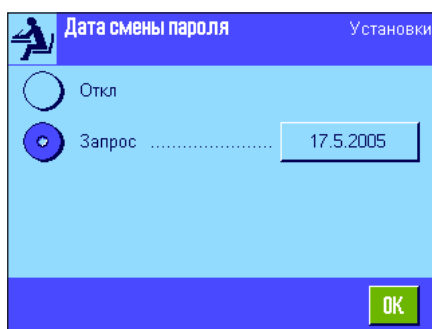 Дата смены пароля Установки
Откл
Запрос ....................... 17.5.2005
OK